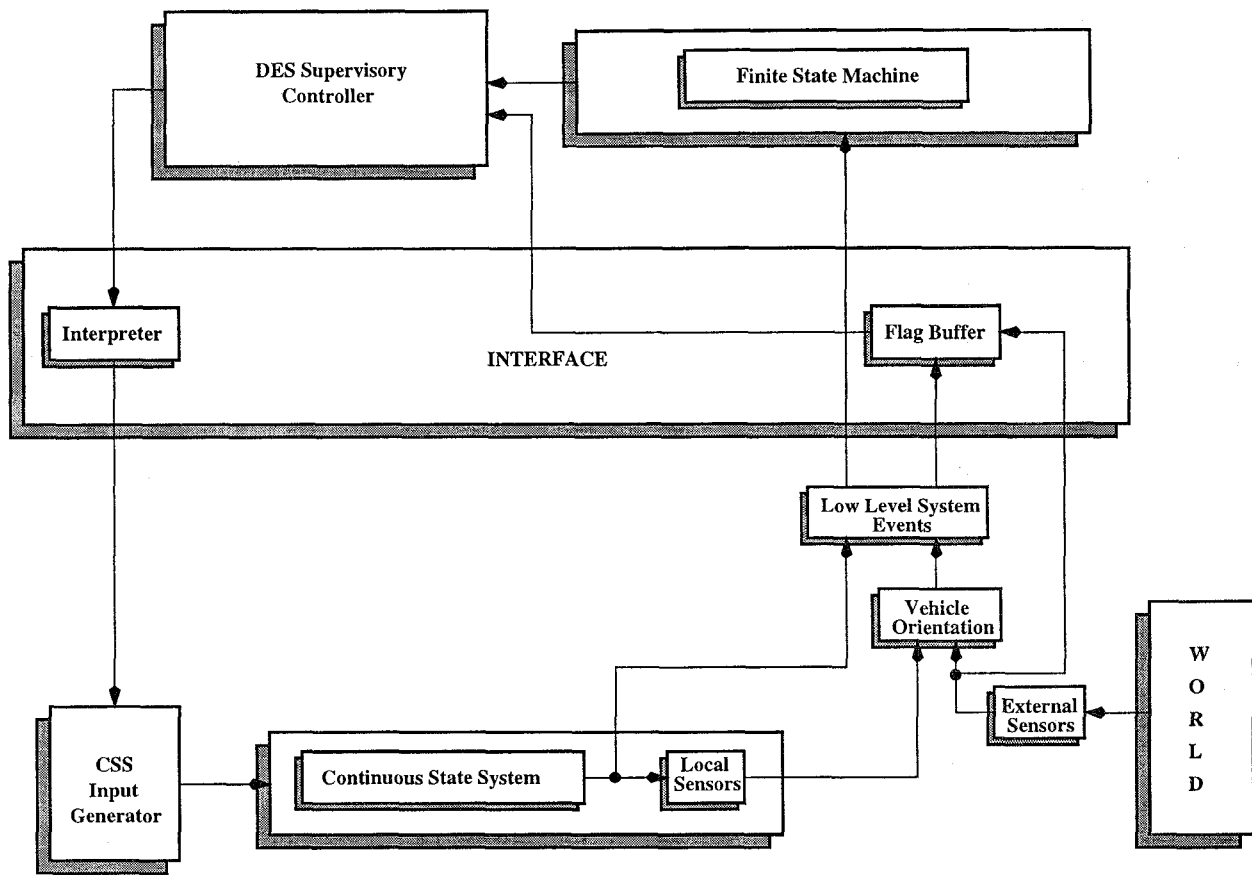 DES Supervisory
Controller
Finite State Machine
Interpreter
INTERFACE
Flag Buffer
Low Level System
Events
Vehicle
Orientation
External
Sensors
W
O
R
L
D
CSS
Input
Generator
Continuous State System
Local
Sensors